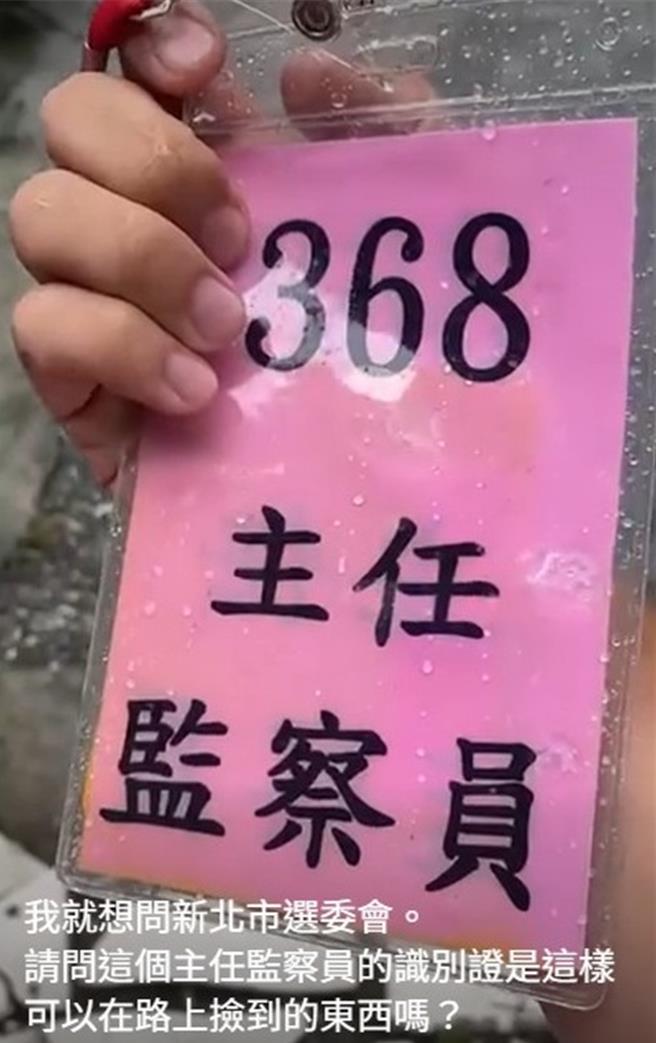 368
主任
監察員
我就想問新北市選委會。
請問這個主任監察員的識別證是這樣
可以在路上撿到的東西嗎？